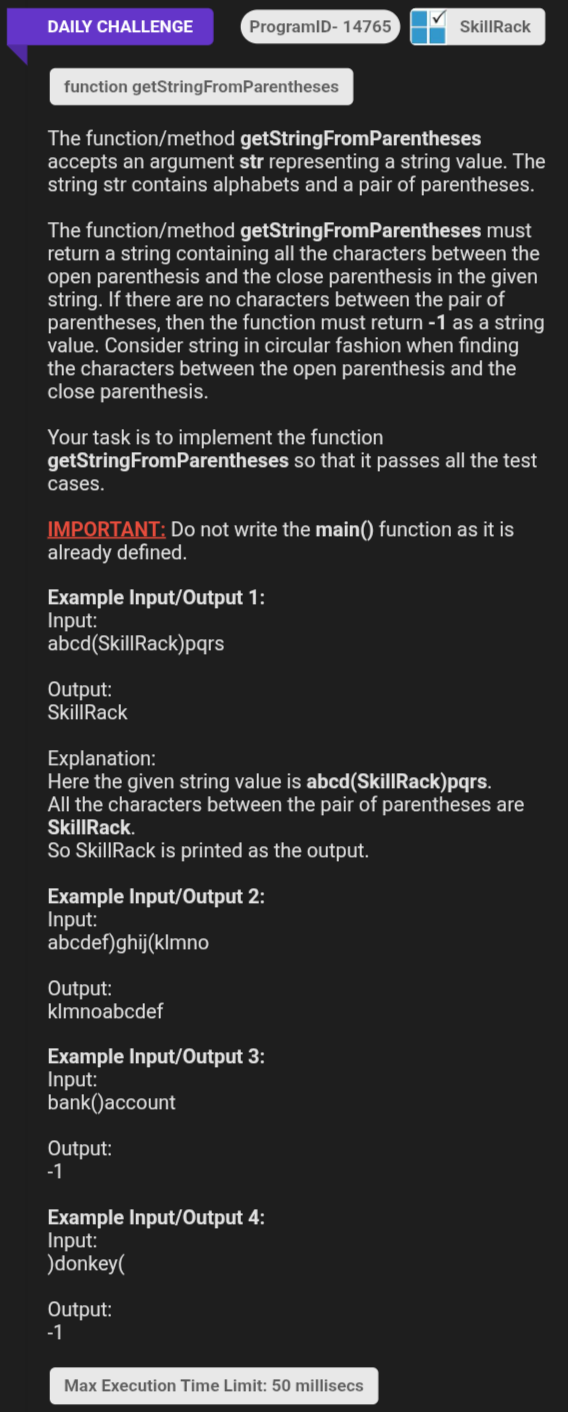 DAILY CHALLENGE
ProgramID- 14765
SkillRack
function getStringFromParentheses
The function/method getStringFromParentheses
accepts an argument str representing a string value. The
string str contains alphabets and a pair of parentheses.
The function/method getStringFromParentheses must
return a string containing all the characters between the
open parenthesis and the close parenthesis in the given
string. If there are no characters between the pair of
parentheses, then the function must return -1 as a string
value. Consider string in circular fashion when finding
the characters between the open parenthesis and the
close parenthesis.
Your task is to implement the function
getStringFromParentheses so that it passes all the test
cases.
IMPORTANT: Do not write the main() function as it is
already defined.
Example Input/Output 1:
Input:
abcd(SkillRack)pqrs
Output:
SkillRack
Explanation:
Here the given string value is abcd(SkillRack)pqrs.
All the characters between the pair of parentheses are
SkillRack.
So SkillRack is printed as the output.
Example Input/Output 2:
Input:
abcdef)ghij(klmno
Output:
klmnoabcdef
Example Input/Output 3:
Input:
bank()account
Output:
-1
Example Input/Output 4:
Input:
)donkey(
Output:
-1
Max Execution Time Limit: 50 millisecs